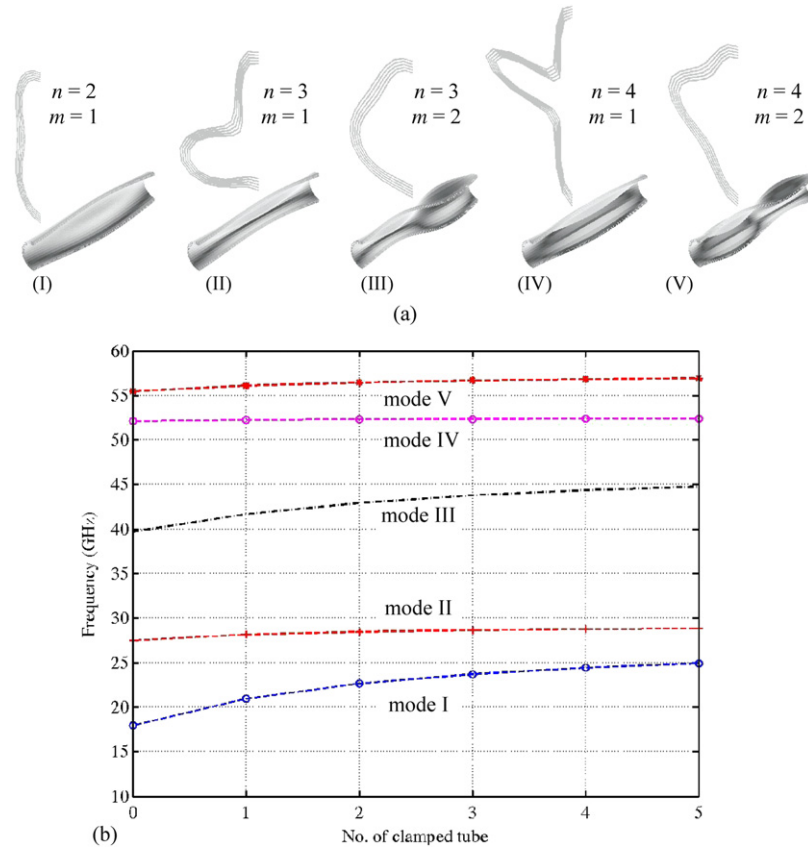 n = 2
m = 1
n = 3
m = 1
n = 3
m = 2
n = 4
m = 1
n = 4
m = 2
(I)
(II)
(III)
(IV)
(V)
(a)
60
55
50
45
40
35
30
25
20
15
10
Frequency (GHz)
mode V
mode IV
mode III
mode II
mode I
0 1 2 3 4 5
No. of clamped tube
(b)